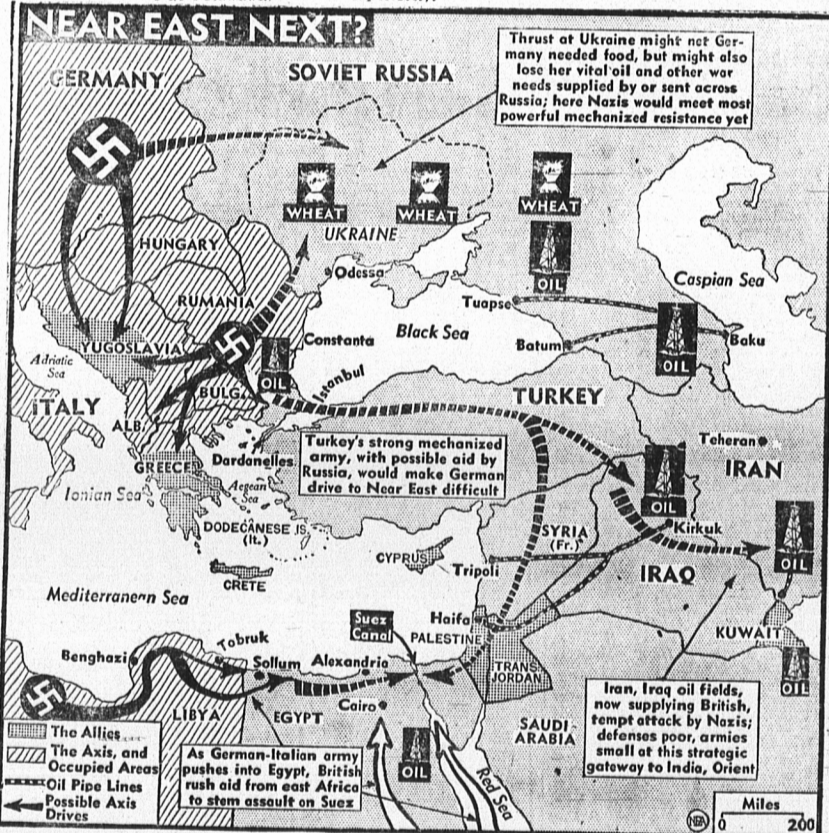 NEAR EAST NEXT?
GERMANY
SOVIET RUSSIA
Thrust at Ukraine might net Ger-
many needed food, but might also
lose her vital oil and other war
needs supplied by or sent across
Russia; here Nazis would meet most
powerful mechanized resistance yet
WHEAT
WHEAT
WHEAT
UKRAINE
HUNGARY
OIL
Odessa
Caspian Sea
RUMANIA
Tuapse
Constanta
Black Sea
Batum
Baku
OIL
YUGOSLAVIA
Adriatic
Sea
OIL
BULG.
Istanbul
ITALY
TURKEY
ALB.
Turkey's strong mechanized
army, with possible aid by
Russia, would make German
drive to Near East difficult
Teheran
IRAN
GREECE
Dardanelles
Ionian Sea
Aegean
Sea
OIL
Kirkuk
DODECANESE IS.
(It.)
SYRIA
(Fr.)
OIL
CYPRUS
Tripoli
IRAQ
CRETE
Mediterranean Sea
Haifa
Suez
Canal
PALESTINE
KUWAIT
Tobruk
Benghazi
Sollum
Alexandria
TRANS
JORDAN
OIL
Iran, Iraq oil fields,
now supplying British,
tempt attack by Nazis;
defenses poor, armies
small at this strategic
gateway to India, Orient
LIBYA
EGYPT
Cairo
SAUDI-
ARABIA
OIL
As German-Italian army
pushes into Egypt, British
rush aid from east Africa
to stem assault on Suez
Red Sea
The Allies
The Axis, and
Occupied Areas
Oil Pipe Lines
Possible Axis
Drives
NEA
Miles
0 200